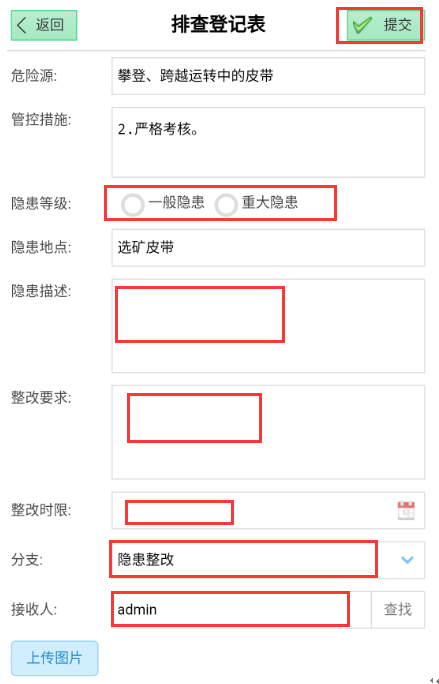 返回 排查登记表 提交
危险源: 攀登、跨越运转中的皮带
管控措施: 2.严格考核。
隐患等级: 一般隐患 重大隐患
隐患地点: 选矿皮带
隐患描述:
整改要求:
整改时限:
分支: 隐患整改
接收人: admin 查找
上传图片